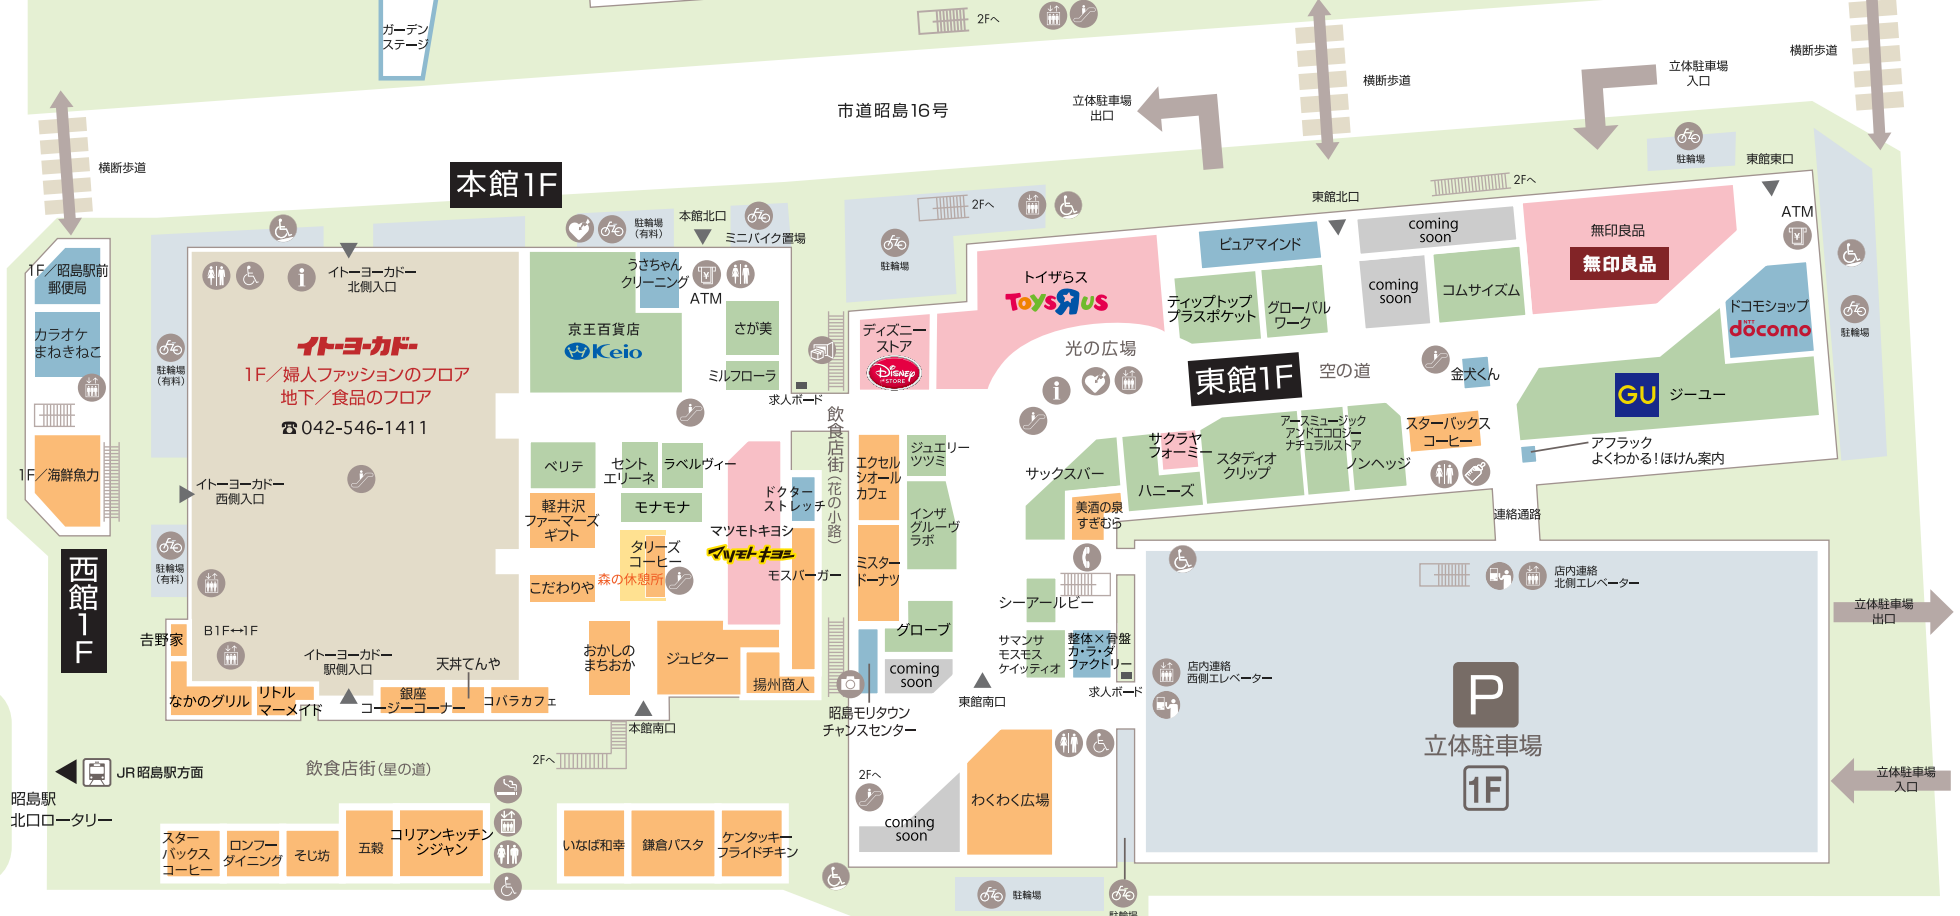 ガーデン
ステージ
2Fへ
横断歩道
立体駐車場
入口
横断歩道
立体駐車場
出口
市道昭島16号
横断歩道
本館1F
駐輪場
東館東口
2Fへ
東館北口
ATM
2Fへ
駐輪場
(有料)
本館北口
ミニバイク置場
駐輪場
1F/昭島駅前
郵便局
カラオケ
まねきねこ
1F/海鮮魚力
西館1F
イトーヨーカドー
北側入口
イトーヨーカドー
1F/婦人ファッションのフロア
地下/食品のフロア
☎042-546-1411
駐輪場
(有料)
イトーヨーカドー
西側入口
駐輪場
(有料)
B1F↔1F
イトーヨーカドー
駅側入口
うさちゃん
クリーニング
ATM
京王百貨店
Keio
さが美
ミルフローラ
求人ボード
ベリテ
セント
エリーネ
ラベルヴィー
モナモナ
軽井沢
ファーマーズ
ギフト
タリーズ
コーヒー
森の休憩所
こだわりや
マツモトキヨシ
マツモトキヨシ
ドクター
ストレッチ
モスバーガー
おかしの
まちおか
ジュピター
揚州商人
吉野家
なかのグリル
リトル
マーメイド
銀座
コージーコーナー
天丼てんや
コバラカフェ
本館南口
2Fへ
飲食店街(花の小路)
ディズニー
ストア
Disney
STORE
トイザらス
ToysRus
光の広場
ピュアマインド
ティップトップ
プラスポケット
グローバル
ワーク
coming
soon
coming
soon
コムサイズム
無印良品
無印良品
ドコモショップ
NTT
docomo
駐輪場
東館1F
空の道
金犬くん
GU
ジーユー
スターバックス
コーヒー
アフラック
よくわかる!ほけん案内
連絡通路
エクセル
シオール
カフェ
ジュエリー
ツツミ
インザ
グルーヴ
ラボ
ミスター
ドーナツ
グローブ
coming
soon
昭島モリタウン
チャンスセンター
サックスバー
サクラヤ
フォーミー
ハニーズ
スタディオ
クリップ
アースミュージック
アンドエコロジー
ナチュラルストア
ノンヘッジ
美酒の泉
すぎむら
シーアールビー
サマンサ
モスモス
ケイッティオ
整体×骨盤
カ・ラ・ダ
ファクトリー
求人ボード
東館南口
2Fへ
coming
soon
わくわく広場
店内連絡
北側エレベーター
店内連絡
西側エレベーター
P
立体駐車場
1F
立体駐車場
出口
立体駐車場
入口
JR昭島駅方面
昭島駅
北口ロータリー
飲食店街(星の道)
スター
バックス
コーヒー
ロンフー
ダイニング
そじ坊
五穀
コリアンキッチン
シジャン
いなば和幸
鎌倉パスタ
ケンタッキー
フライドチキン
駐輪場
駐輪場